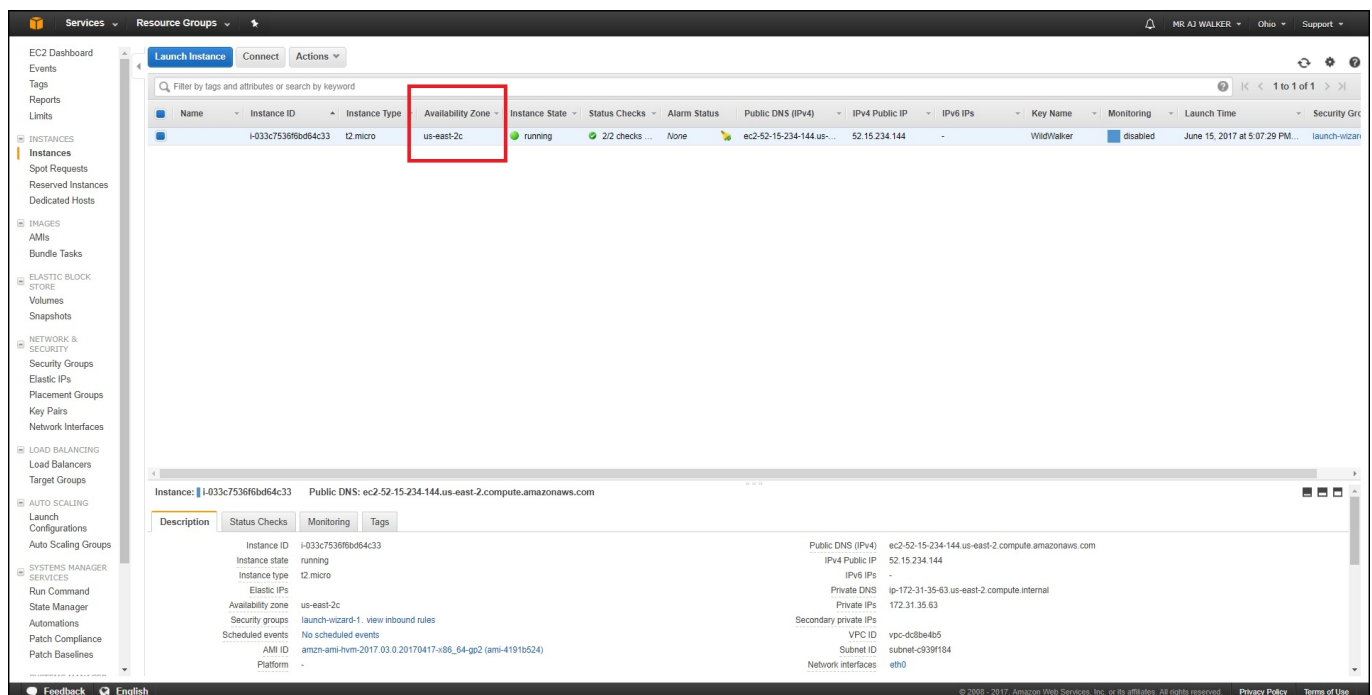 Services Resource Groups MR AJ WALKER Ohio Support
EC2 Dashboard
Events
Tags
Reports
Limits
INSTANCES
Instances
Spot Requests
Reserved Instances
Dedicated Hosts
IMAGES
AMIs
Bundle Tasks
ELASTIC BLOCK
STORE
Volumes
Snapshots
NETWORK &
SECURITY
Security Groups
Elastic IPs
Placement Groups
Key Pairs
Network Interfaces
LOAD BALANCING
Load Balancers
Target Groups
AUTO SCALING
Launch
Configurations
Auto Scaling Groups
SYSTEMS MANAGER
SERVICES
Run Command
State Manager
Automations
Patch Compliance
Patch Baselines
Launch Instance Connect Actions
Filter by tags and attributes or search by keyword 1 to 1 of 1
Name Instance ID Instance Type Availability Zone Instance State Status Checks Alarm Status Public DNS (IPv4) IPv4 Public IP IPv6 IPs Key Name Monitoring Launch Time Security Gro
i-033c7536f6bd64c33 t2.micro us-east-2c running 2/2 checks ... None ec2-52-15-234-144.us-... 52.15.234.144 - WildWalker disabled June 15, 2017 at 5:07:29 PM... launch-wizar
Instance: i-033c7536f6bd64c33 Public DNS: ec2-52-15-234-144.us-east-2.compute.amazonaws.com
Description Status Checks Monitoring Tags
Instance ID i-033c7536f6bd64c33
Instance state running
Instance type t2.micro
Elastic IPs
Availability zone us-east-2c
Security groups launch-wizard-1. view inbound rules
Scheduled events No scheduled events
AMI ID amzn-ami-hvm-2017.03.0.20170417-x86_64-gp2 (ami-4191b524)
Platform -
Public DNS (IPv4) ec2-52-15-234-144.us-east-2.compute.amazonaws.com
IPv4 Public IP 52.15.234.144
IPv6 IPs -
Private DNS ip-172-31-35-63.us-east-2.compute.internal
Private IPs 172.31.35.63
Secondary private IPs
VPC ID vpc-dc8be4b5
Subnet ID subnet-c939f184
Network interfaces eth0
Feedback English © 2008 - 2017, Amazon Web Services, Inc. or its affiliates. All rights reserved. Privacy Policy Terms of Use